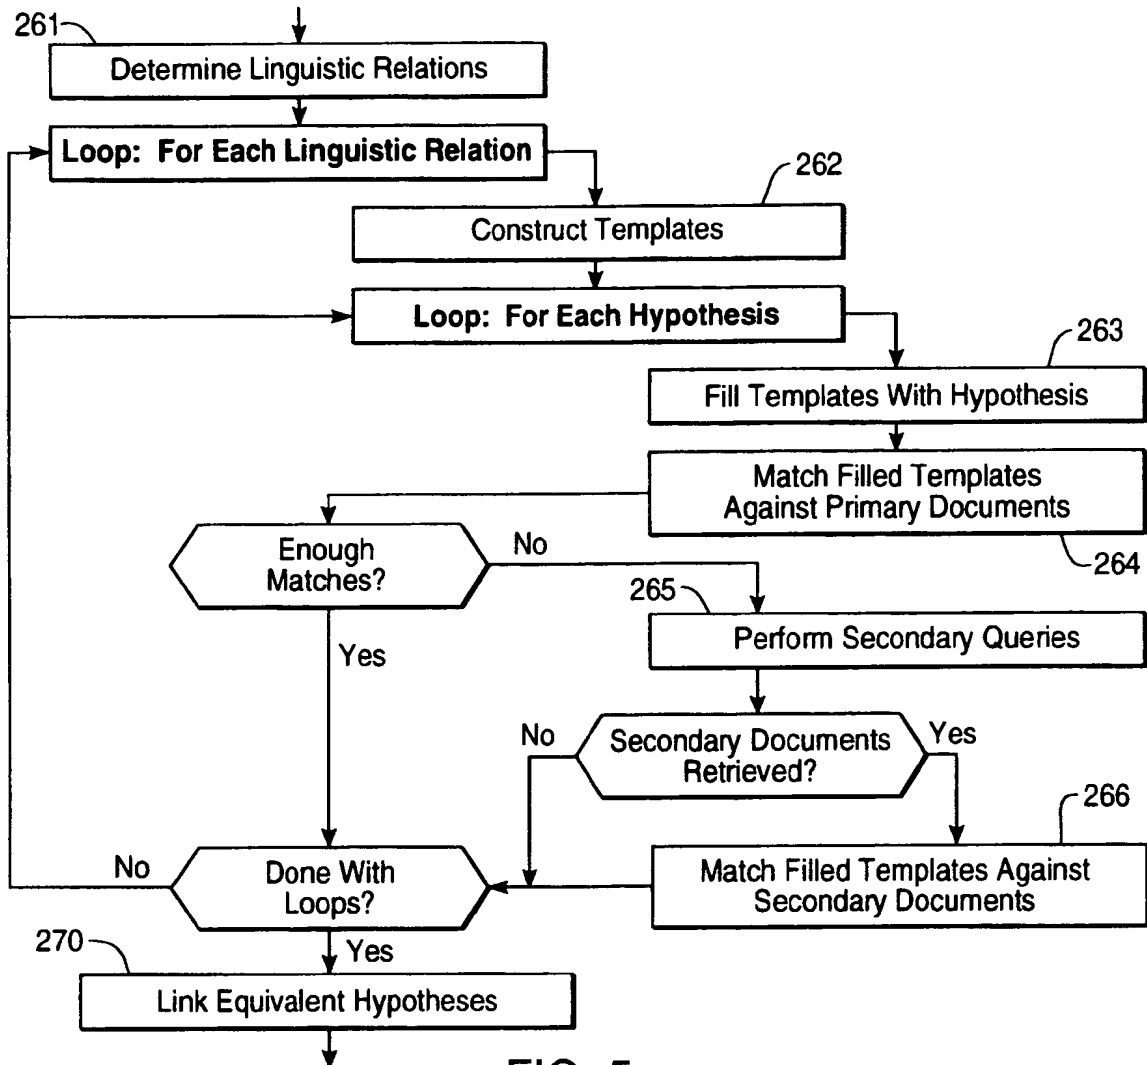 261
Determine Linguistic Relations
Loop: For Each Linguistic Relation
262
Construct Templates
Loop: For Each Hypothesis
263
Fill Templates With Hypothesis
Match Filled Templates
Against Primary Documents
264
Enough
Matches?
No
Yes
265
Perform Secondary Queries
Secondary Documents
Retrieved?
No
Yes
266
Match Filled Templates Against
Secondary Documents
Done With
Loops?
No
Yes
270
Link Equivalent Hypotheses